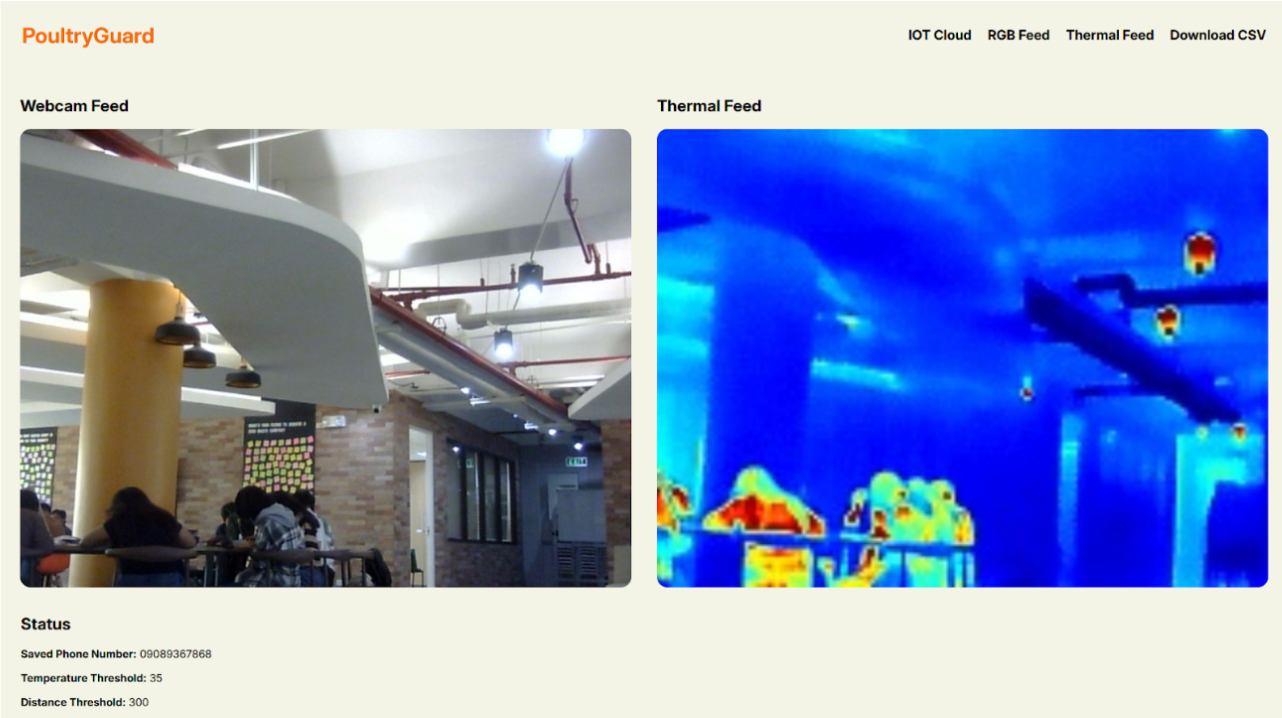 PoultryGuard
IOT Cloud RGB Feed Thermal Feed Download CSV
Webcam Feed
Thermal Feed
EXIT
Status
Saved Phone Number: 09089367868
Temperature Threshold: 35
Distance Threshold: 300